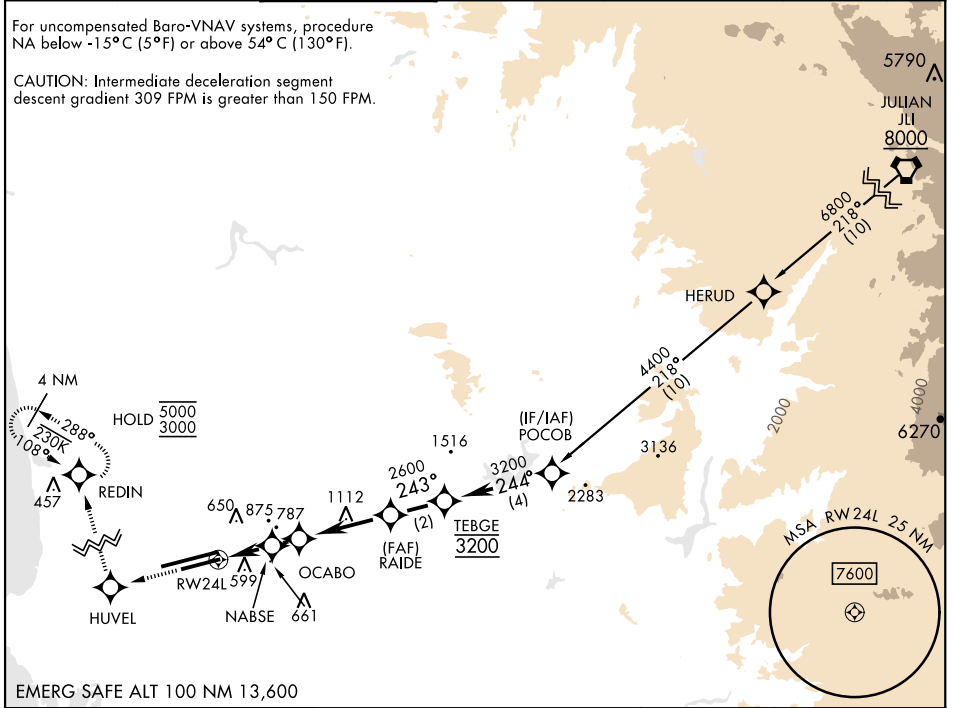 For uncompensated Baro-VNAV systems, procedure
NA below -15°C (5°F) or above 54°C (130°F).
CAUTION: Intermediate deceleration segment
descent gradient 309 FPM is greater than 150 FPM.
5790
JULIAN
JLI
8000
6800
218°
(10)
HERUD
4400
218°
(10)
2000
4000
6270
4 NM
HOLD 5000
3000
288°
230K
108°
REDIN
457
(IF/IAF)
POCOB
3136
1516
2283
3200
244°
(4)
2600
243°
(2)
TEBGE
3200
1112
(FAF)
RAIDE
650
875
787
OCABO
RW24L
599
NABSE
661
HUVEL
MSA RW24L 25 NM
7600
EMERG SAFE ALT 100 NM 13,600